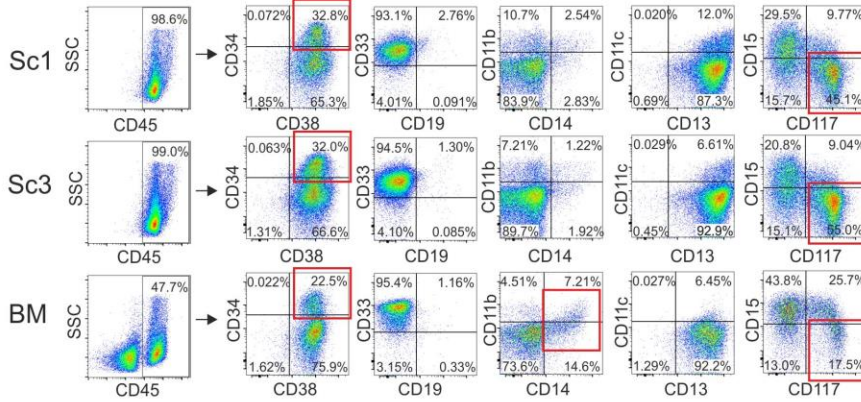 98.6% 0.072% 32.8% 93.1% 2.76% 10.7% 2.54% 0.020% 12.0% 29.5% 9.77%
Sc1 SSC CD34 CD33 CD11b CD11c CD15
1.85% 65.3% 4.01% 0.091% 83.9% 2.83% 0.69% 87.3% 15.7% 45.1%
CD45 CD38 CD19 CD14 CD13 CD117
99.0% 0.063% 32.0% 94.5% 1.30% 7.21% 1.22% 0.029% 6.61% 20.8% 9.04%
Sc3 SSC CD34 CD33 CD11b CD11c CD15
1.31% 66.6% 4.10% 0.085% 89.7% 1.92% 0.45% 92.9% 15.1% 55.0%
CD45 CD38 CD19 CD14 CD13 CD117
47.7% 0.022% 22.5% 95.4% 1.16% 4.51% 7.21% 0.027% 6.45% 43.8% 25.7%
BM SSC CD34 CD33 CD11b CD11c CD15
1.62% 75.9% 3.15% 0.33% 73.6% 14.6% 1.29% 92.2% 13.0% 17.5%
CD45 CD38 CD19 CD14 CD13 CD117